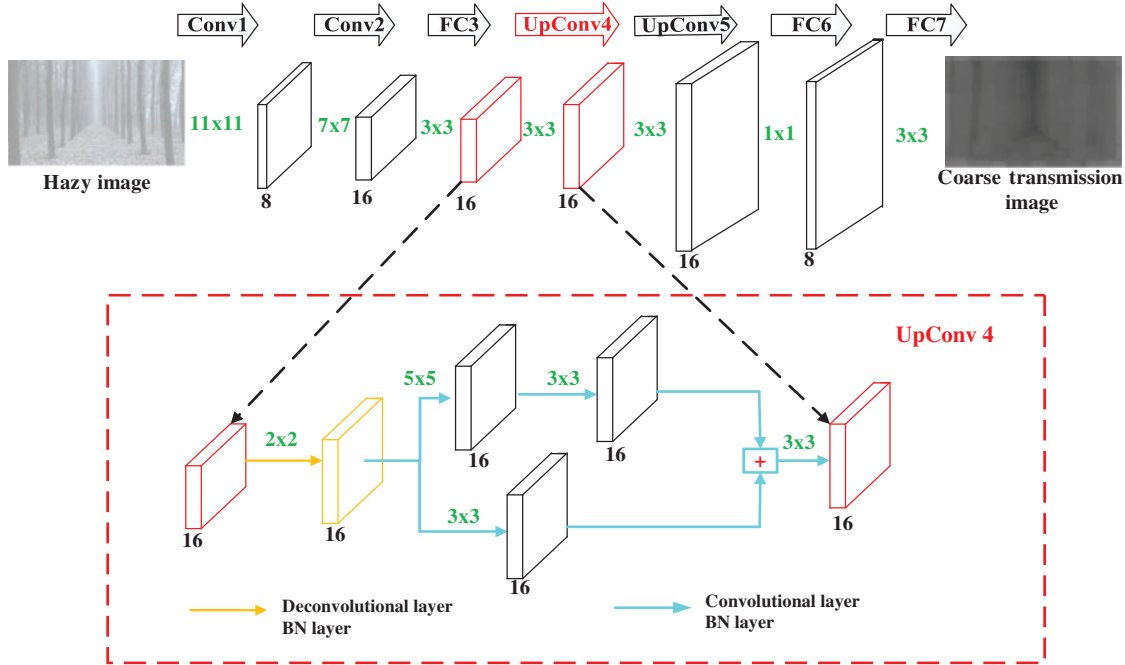 Conv1 Conv2 FC3 UpConv4 UpConv5 FC6 FC7
11x11 7x7 3x3 3x3 3x3 1x1 3x3
Hazy image
Coarse transmission
image
8 16 16 16 16 8
UpConv 4
5x5 3x3
16 16
2x2 3x3
16 16 3x3 16
16
Deconvolutional layer
BN layer
Convolutional layer
BN layer
+